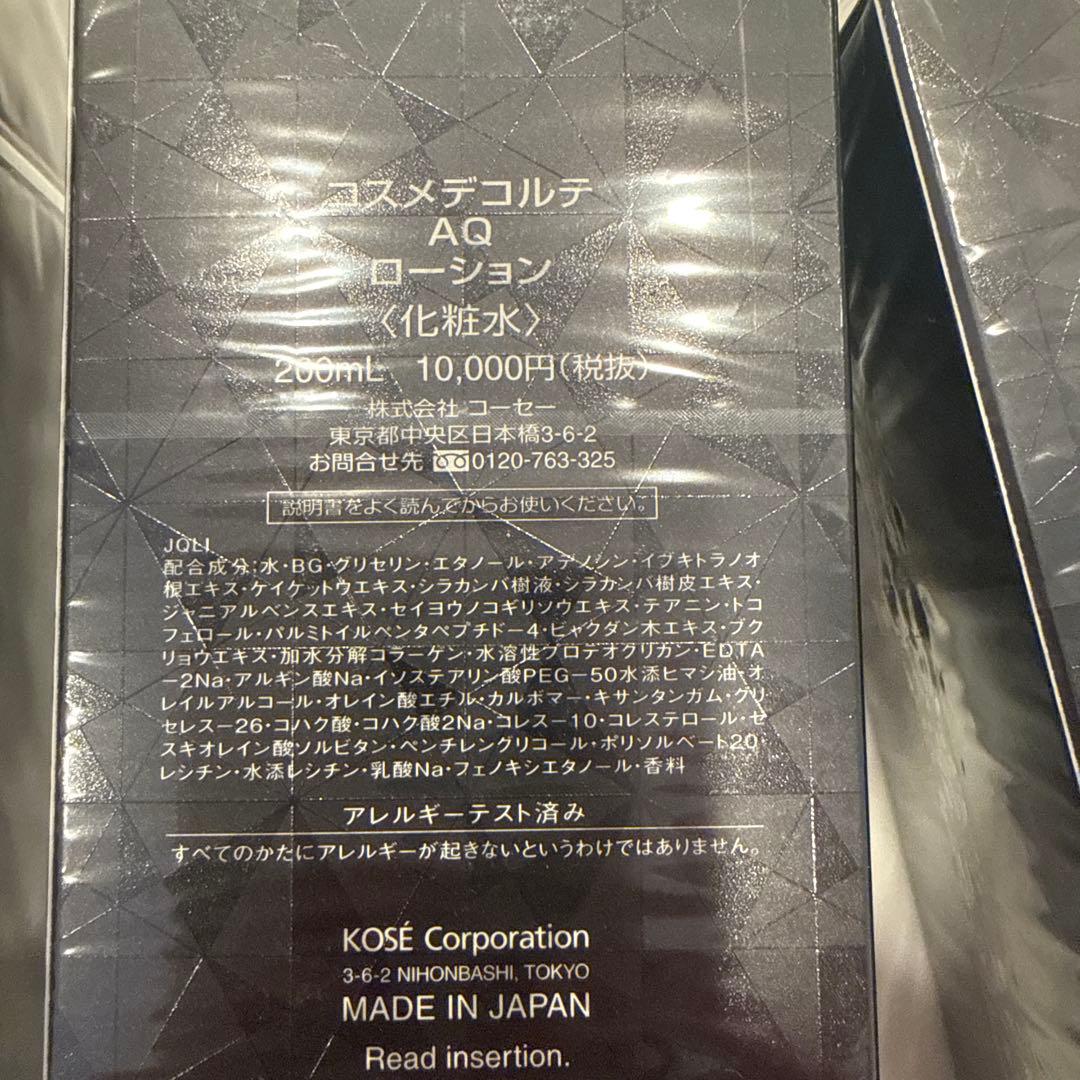 コスメデコルテ
AQ
ローション
〈化粧水〉
200mL 10,000円(税抜)
株式会社 コーセー
東京都中央区日本橋3-6-2
お問合せ先 0120-763-325
説明書をよく読んでからお使いください。
JQLI
配合成分:水・BG・グリセリン・エタノール・アデノシン・イブキトラノオ
根エキス・ケイケットウエキス・シラカンバ樹液・シラカンバ樹皮エキス・
ジャニアルベンスエキス・セイヨウノコギリソウエキス・テアニン・トコ
フェロール・パルミトイルペンタペプチド-4・ビャクダン木エキス・ブク
リョウエキス・加水分解コラーゲン・水溶性プロテオグリカン・EDTA
-2Na・アルギン酸Na・イソステアリン酸PEG-50水添ヒマシ油・オ
レイルアルコール・オレイン酸エチル・カルボマー・キサンタンガム・グリ
セレス-26・コハク酸・コハク酸2Na・コレス-10・コレステロール・セ
スキオレイン酸ソルビタン・ペンチレングリコール・ポリソルベート20・
レシチン・水添レシチン・乳酸Na・フェノキシエタノール・香料
アレルギーテスト済み
すべてのかたにアレルギーが起きないというわけではありません。
KOSÉ Corporation
3-6-2 NIHONBASHI, TOKYO
MADE IN JAPAN
Read insertion.